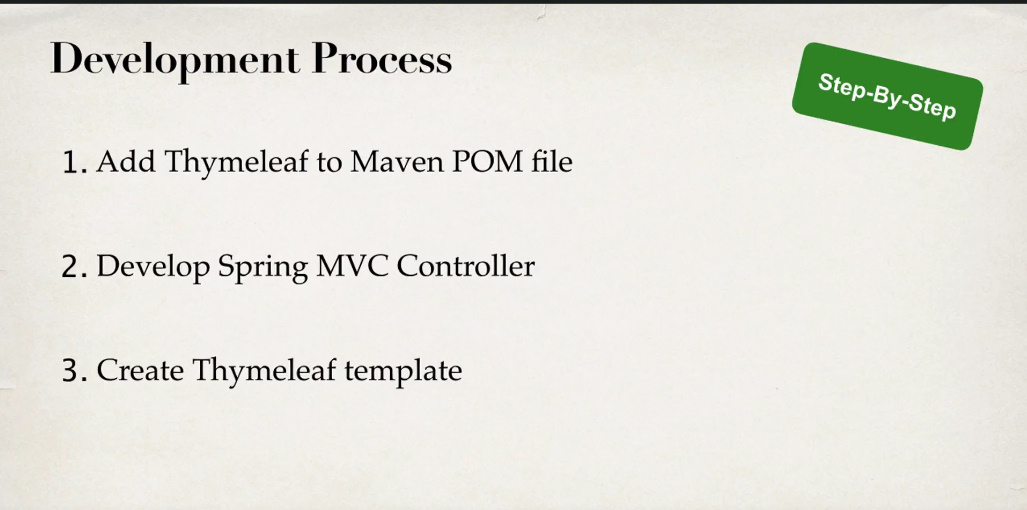 Development Process
Step-By-Step
1. Add Thymeleaf to Maven POM file
2. Develop Spring MVC Controller
3. Create Thymeleaf template